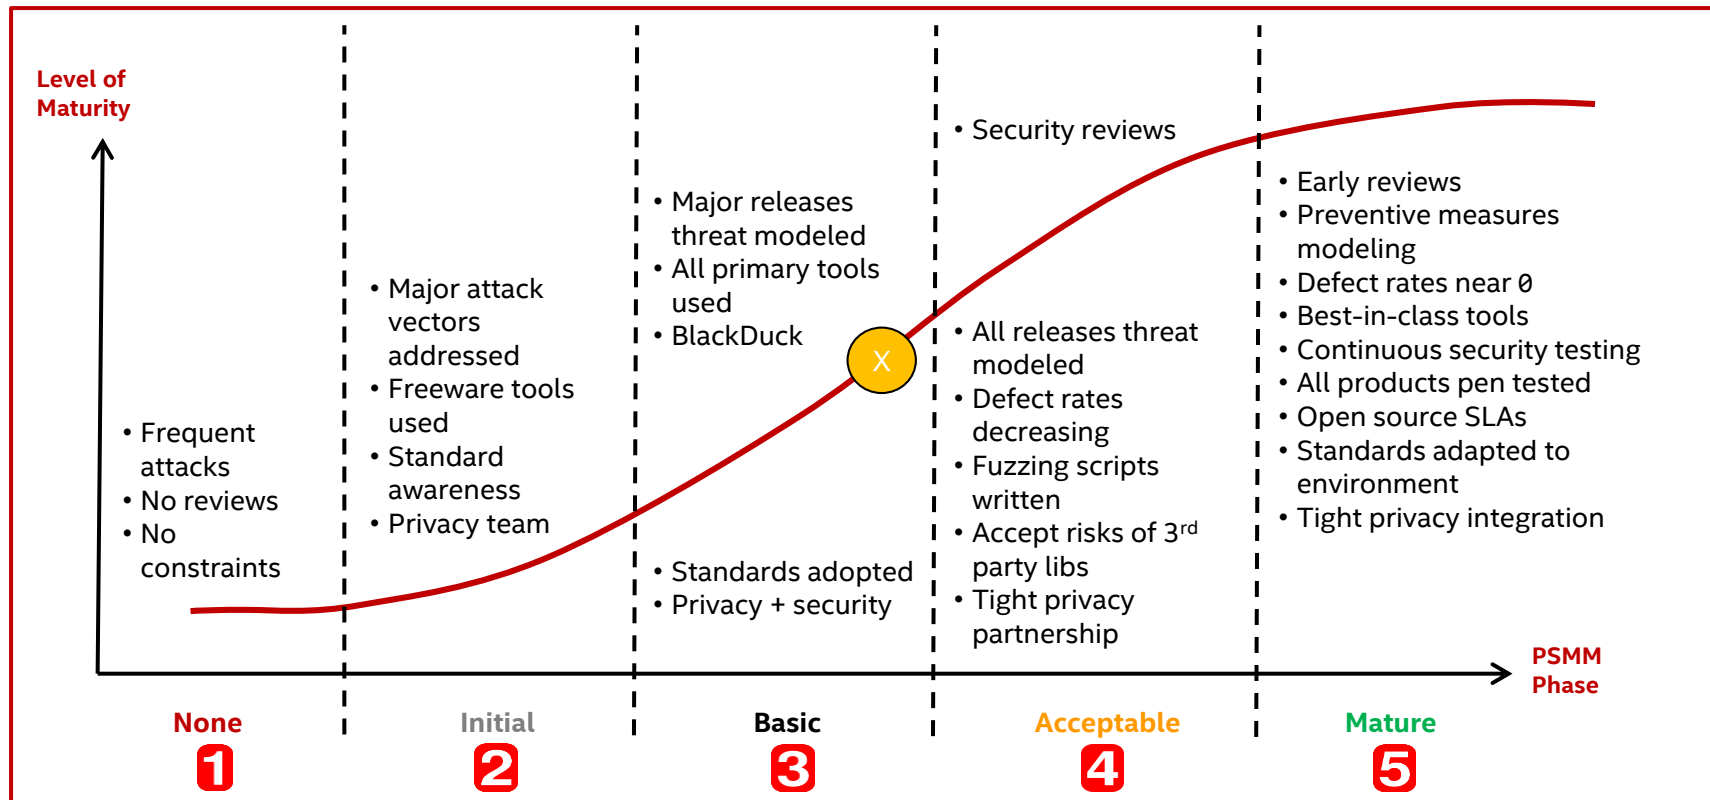 Level of
Maturity
• Frequent
attacks
• No reviews
• No
constraints
• Major attack
vectors
addressed
• Freeware tools
used
• Standard
awareness
• Privacy team
• Major releases
threat modeled
• All primary tools
used
• BlackDuck
X
• Standards adopted
• Privacy + security
• Security reviews
• All releases threat
modeled
• Defect rates
decreasing
• Fuzzing scripts
written
• Accept risks of 3rd
party libs
• Tight privacy
partnership
• Early reviews
• Preventive measures
modeling
• Defect rates near 0
• Best-in-class tools
• Continuous security testing
• All products pen tested
• Open source SLAs
• Standards adapted to
environment
• Tight privacy integration
PSMM
Phase
None
1
Initial
2
Basic
3
Acceptable
4
Mature
5